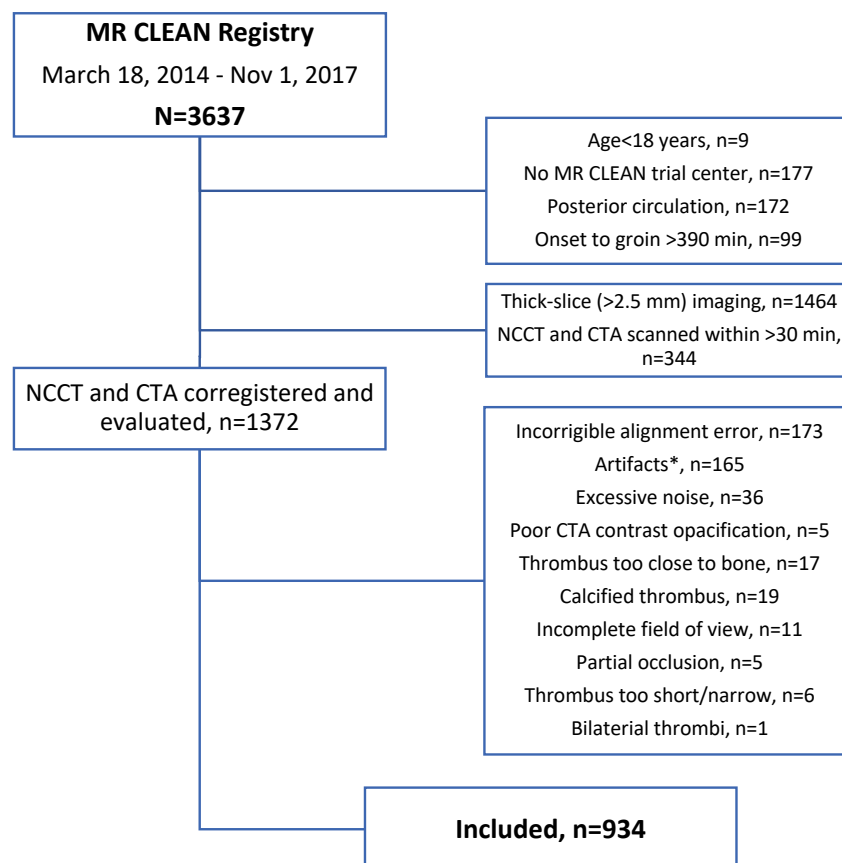 MR CLEAN Registry
March 18, 2014 - Nov 1, 2017
N=3637
Age<18 years, n=9
No MR CLEAN trial center, n=177
Posterior circulation, n=172
Onset to groin >390 min, n=99
Thick-slice (>2.5 mm) imaging, n=1464
NCCT and CTA scanned within >30 min,
n=344
NCCT and CTA corregistered and
evaluated, n=1372
Incorrigible alignment error, n=173
Artifacts*, n=165
Excessive noise, n=36
Poor CTA contrast opacification, n=5
Thrombus too close to bone, n=17
Calcified thrombus, n=19
Incomplete field of view, n=11
Partial occlusion, n=5
Thrombus too short/narrow, n=6
Bilaterial thrombi, n=1
Included, n=934